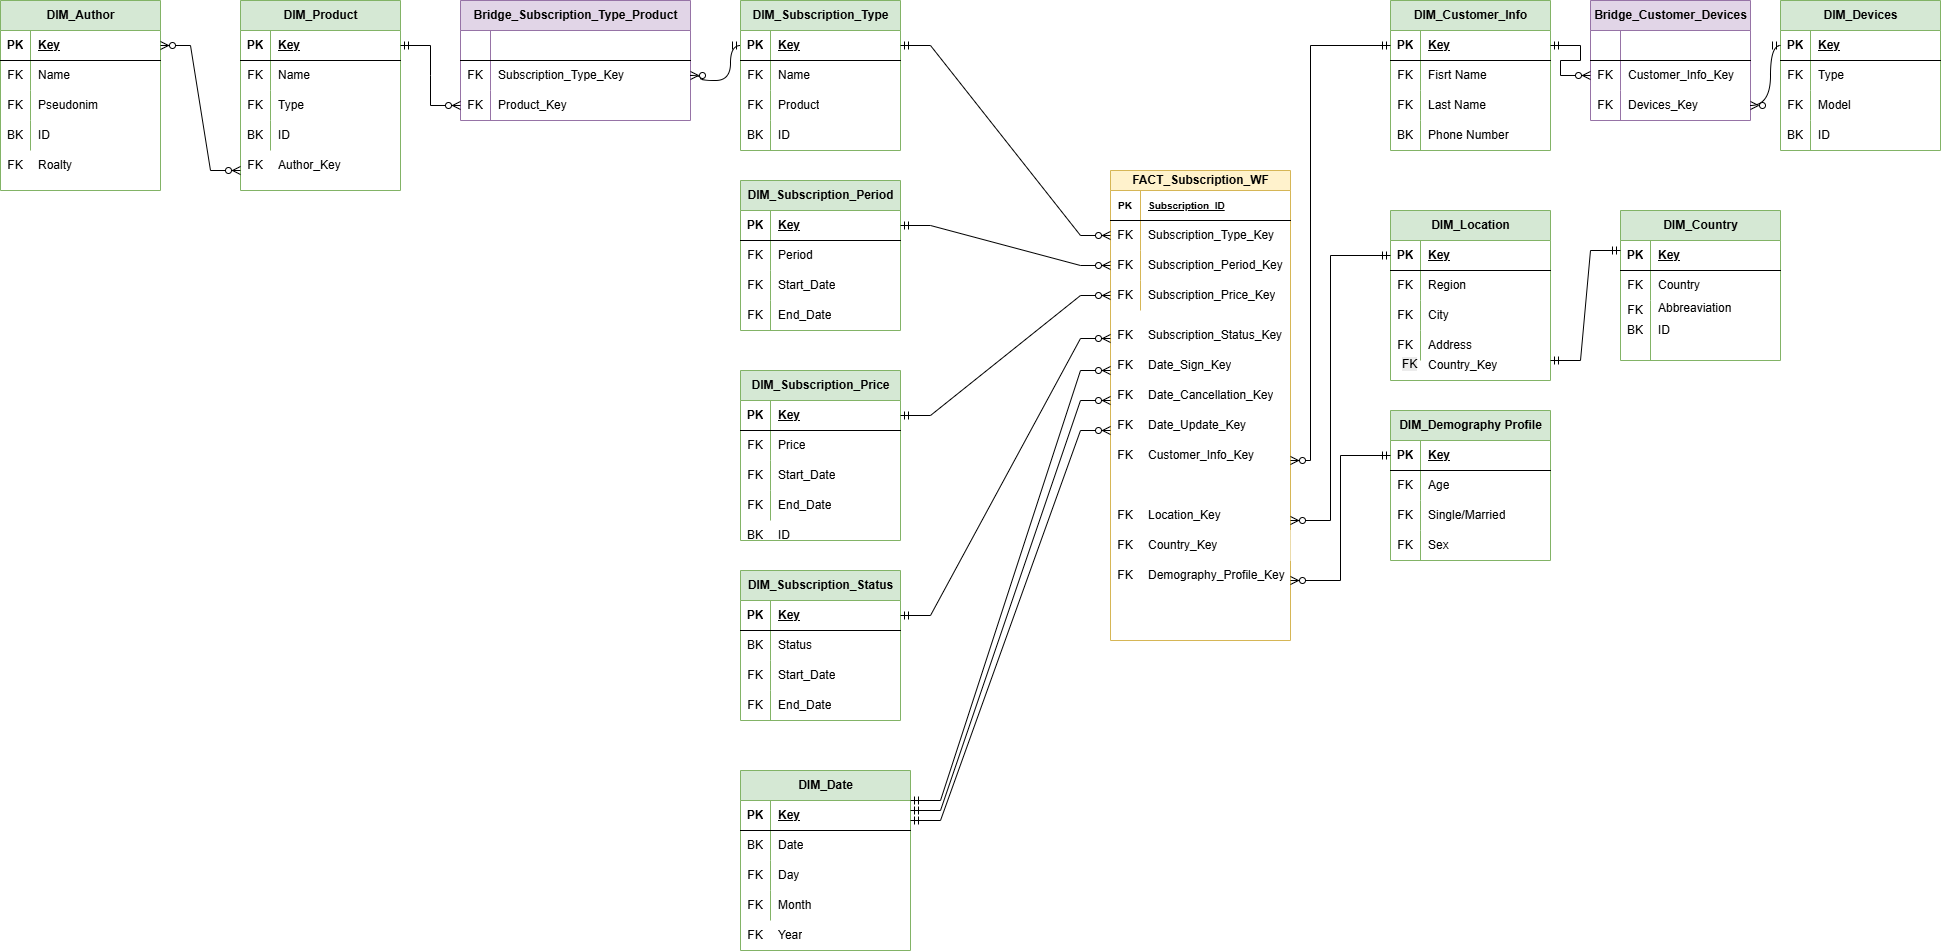 DIM_Author
PK Key
FK Name
FK Pseudonim
BK ID
FK Roalty
DIM_Product
PK Key
FK Name
FK Type
BK ID
FK Author_Key
Bridge_Subscription_Type_Product
FK Subscription_Type_Key
FK Product_Key
DIM_Subscription_Type
PK Key
FK Name
FK Product
BK ID
DIM_Subscription_Period
PK Key
FK Period
FK Start_Date
FK End_Date
DIM_Subscription_Price
PK Key
FK Price
FK Start_Date
FK End_Date
BK ID
DIM_Subscription_Status
PK Key
BK Status
FK Start_Date
FK End_Date
DIM_Date
PK Key
BK Date
FK Day
FK Month
FK Year
FACT_Subscription_WF
PK Subscription_ID
FK Subscription_Type_Key
FK Subscription_Period_Key
FK Subscription_Price_Key
FK Subscription_Status_Key
FK Date_Sign_Key
FK Date_Cancellation_Key
FK Date_Update_Key
FK Customer_Info_Key
FK Location_Key
FK Country_Key
FK Demography_Profile_Key
DIM_Customer_Info
PK Key
FK Fisrt Name
FK Last Name
BK Phone Number
Bridge_Customer_Devices
FK Customer_Info_Key
FK Devices_Key
DIM_Devices
PK Key
FK Type
FK Model
BK ID
DIM_Location
PK Key
FK Region
FK City
FK Address
FK Country_Key
DIM_Country
PK Key
FK Country
FK Abbreaviation
BK ID
DIM_Demography Profile
PK Key
FK Age
FK Single/Married
FK Sex